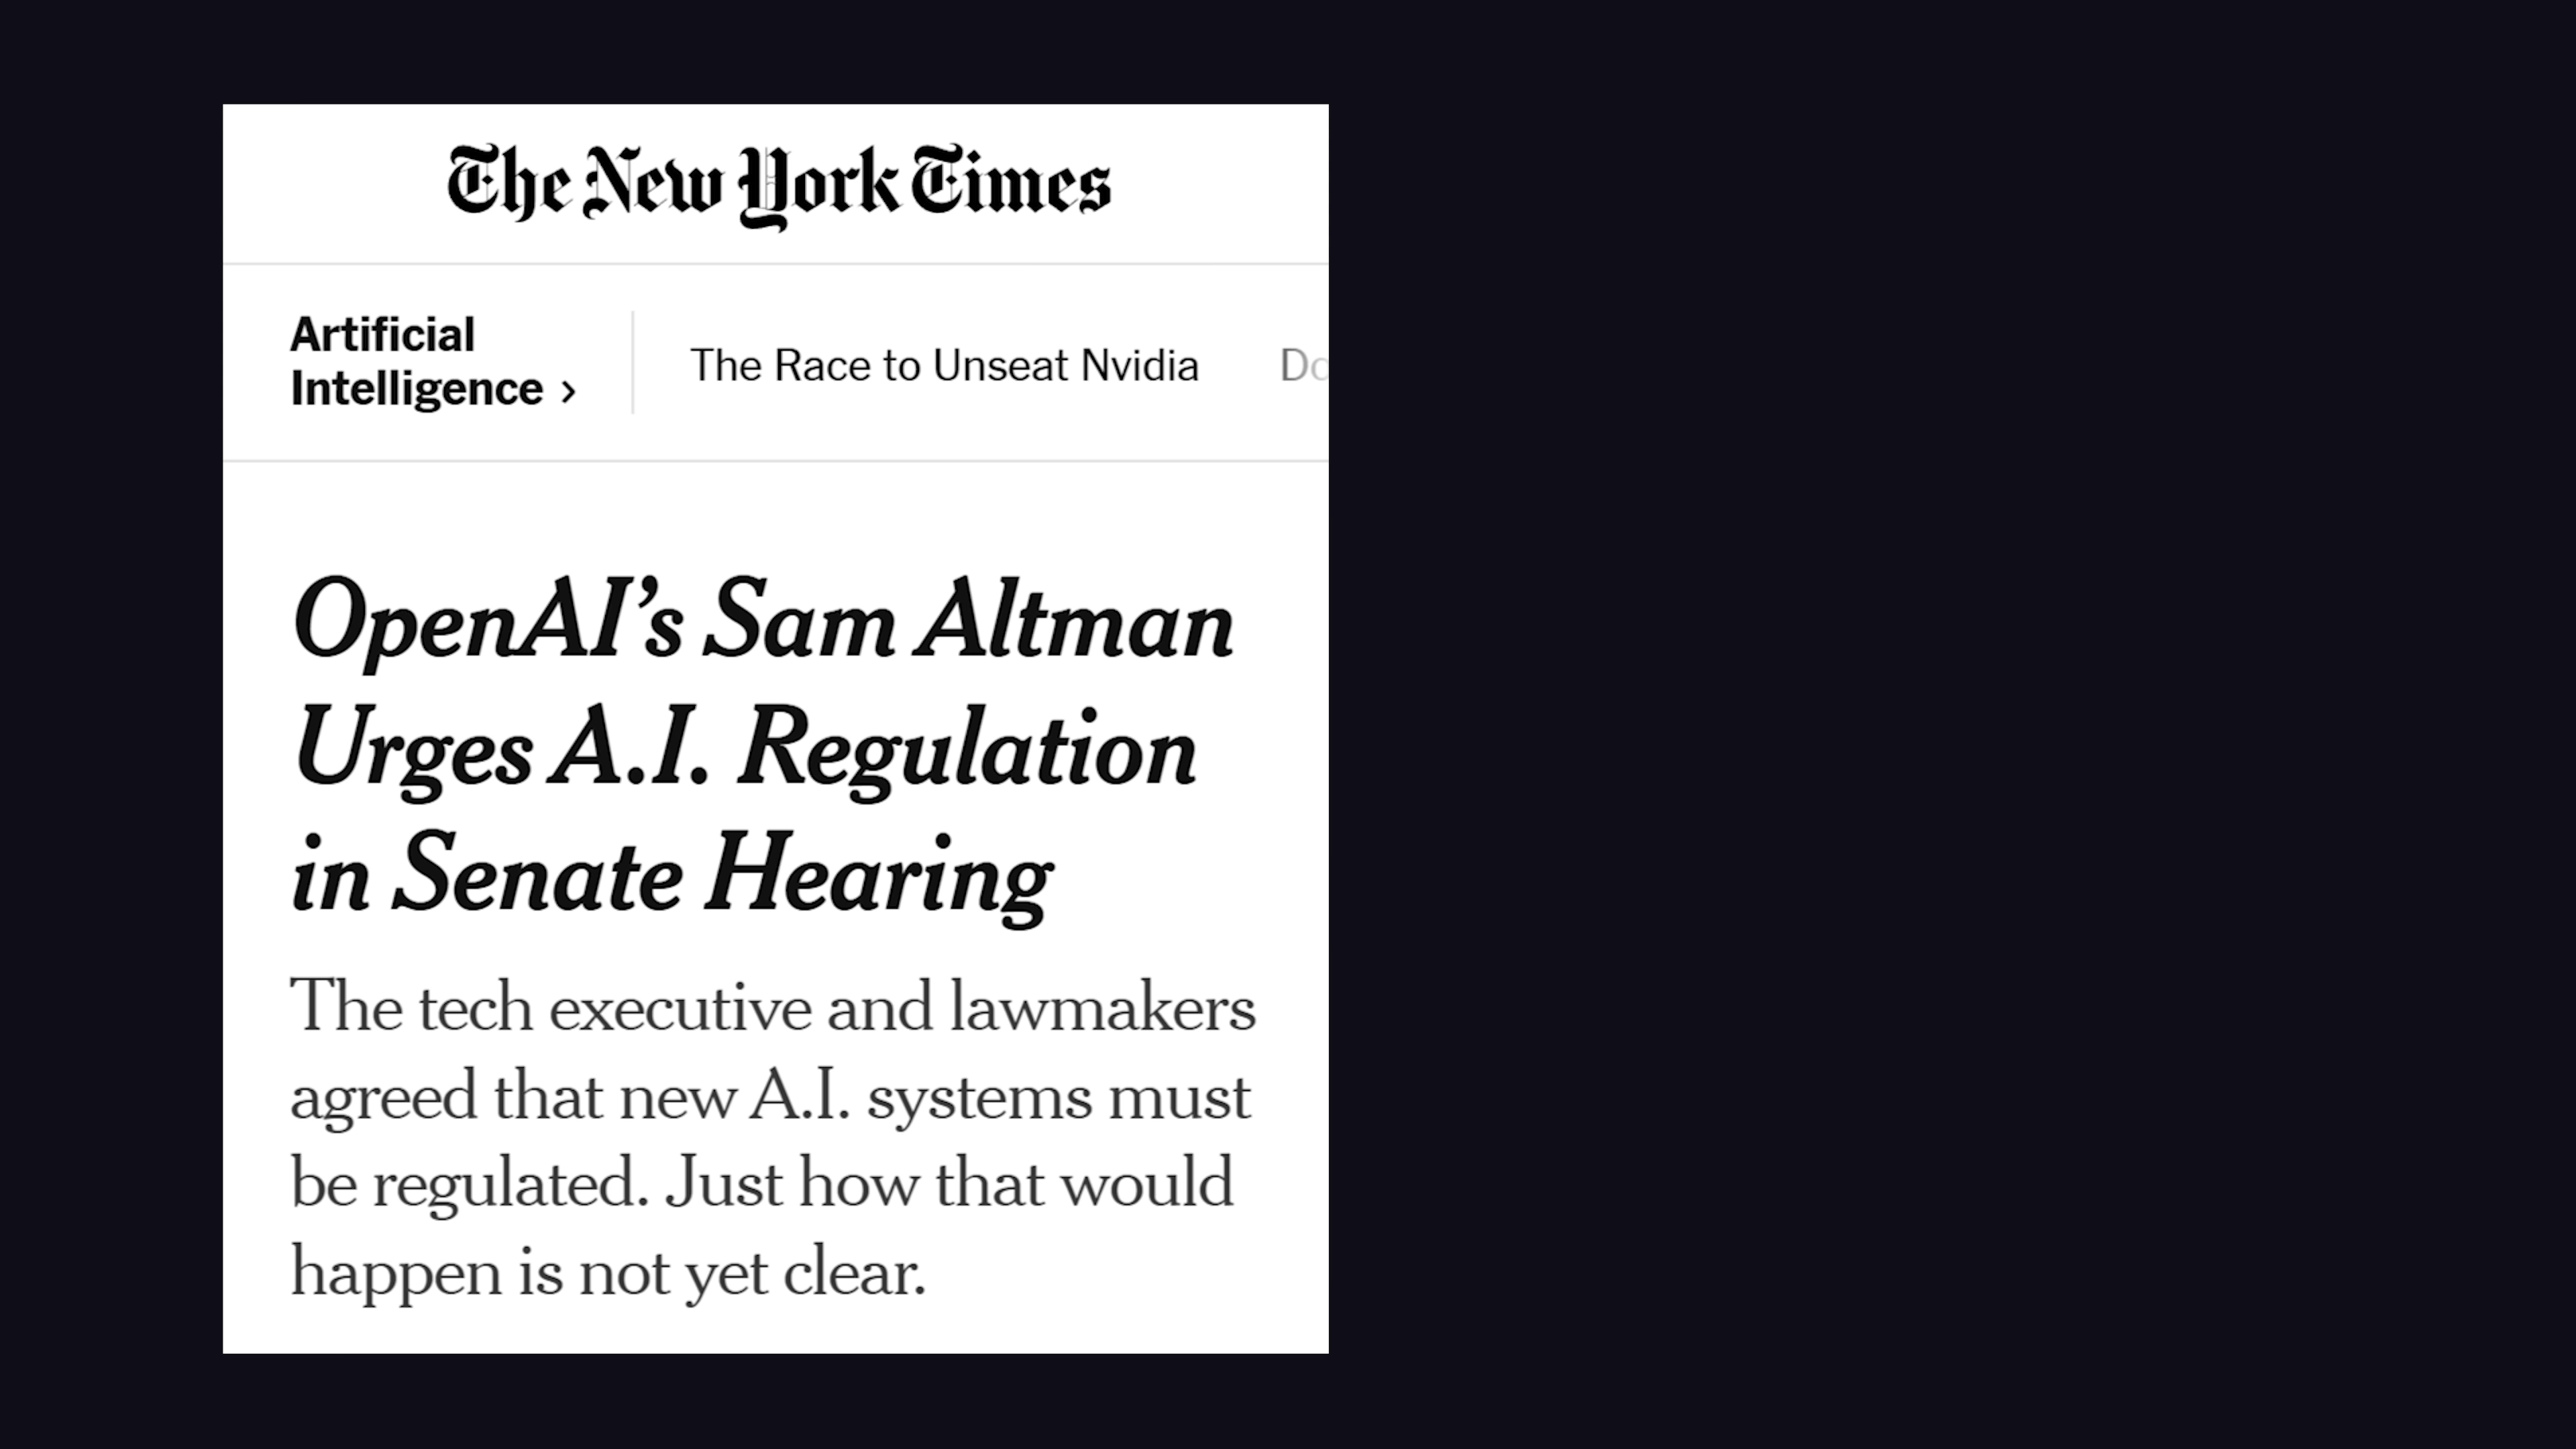 The New York Times
Artificial
Intelligence >
The Race to Unseat Nvidia
OpenAI’s Sam Altman
Urges A.I. Regulation
in Senate Hearing
The tech executive and lawmakers
agreed that new A.I. systems must
be regulated. Just how that would
happen is not yet clear.